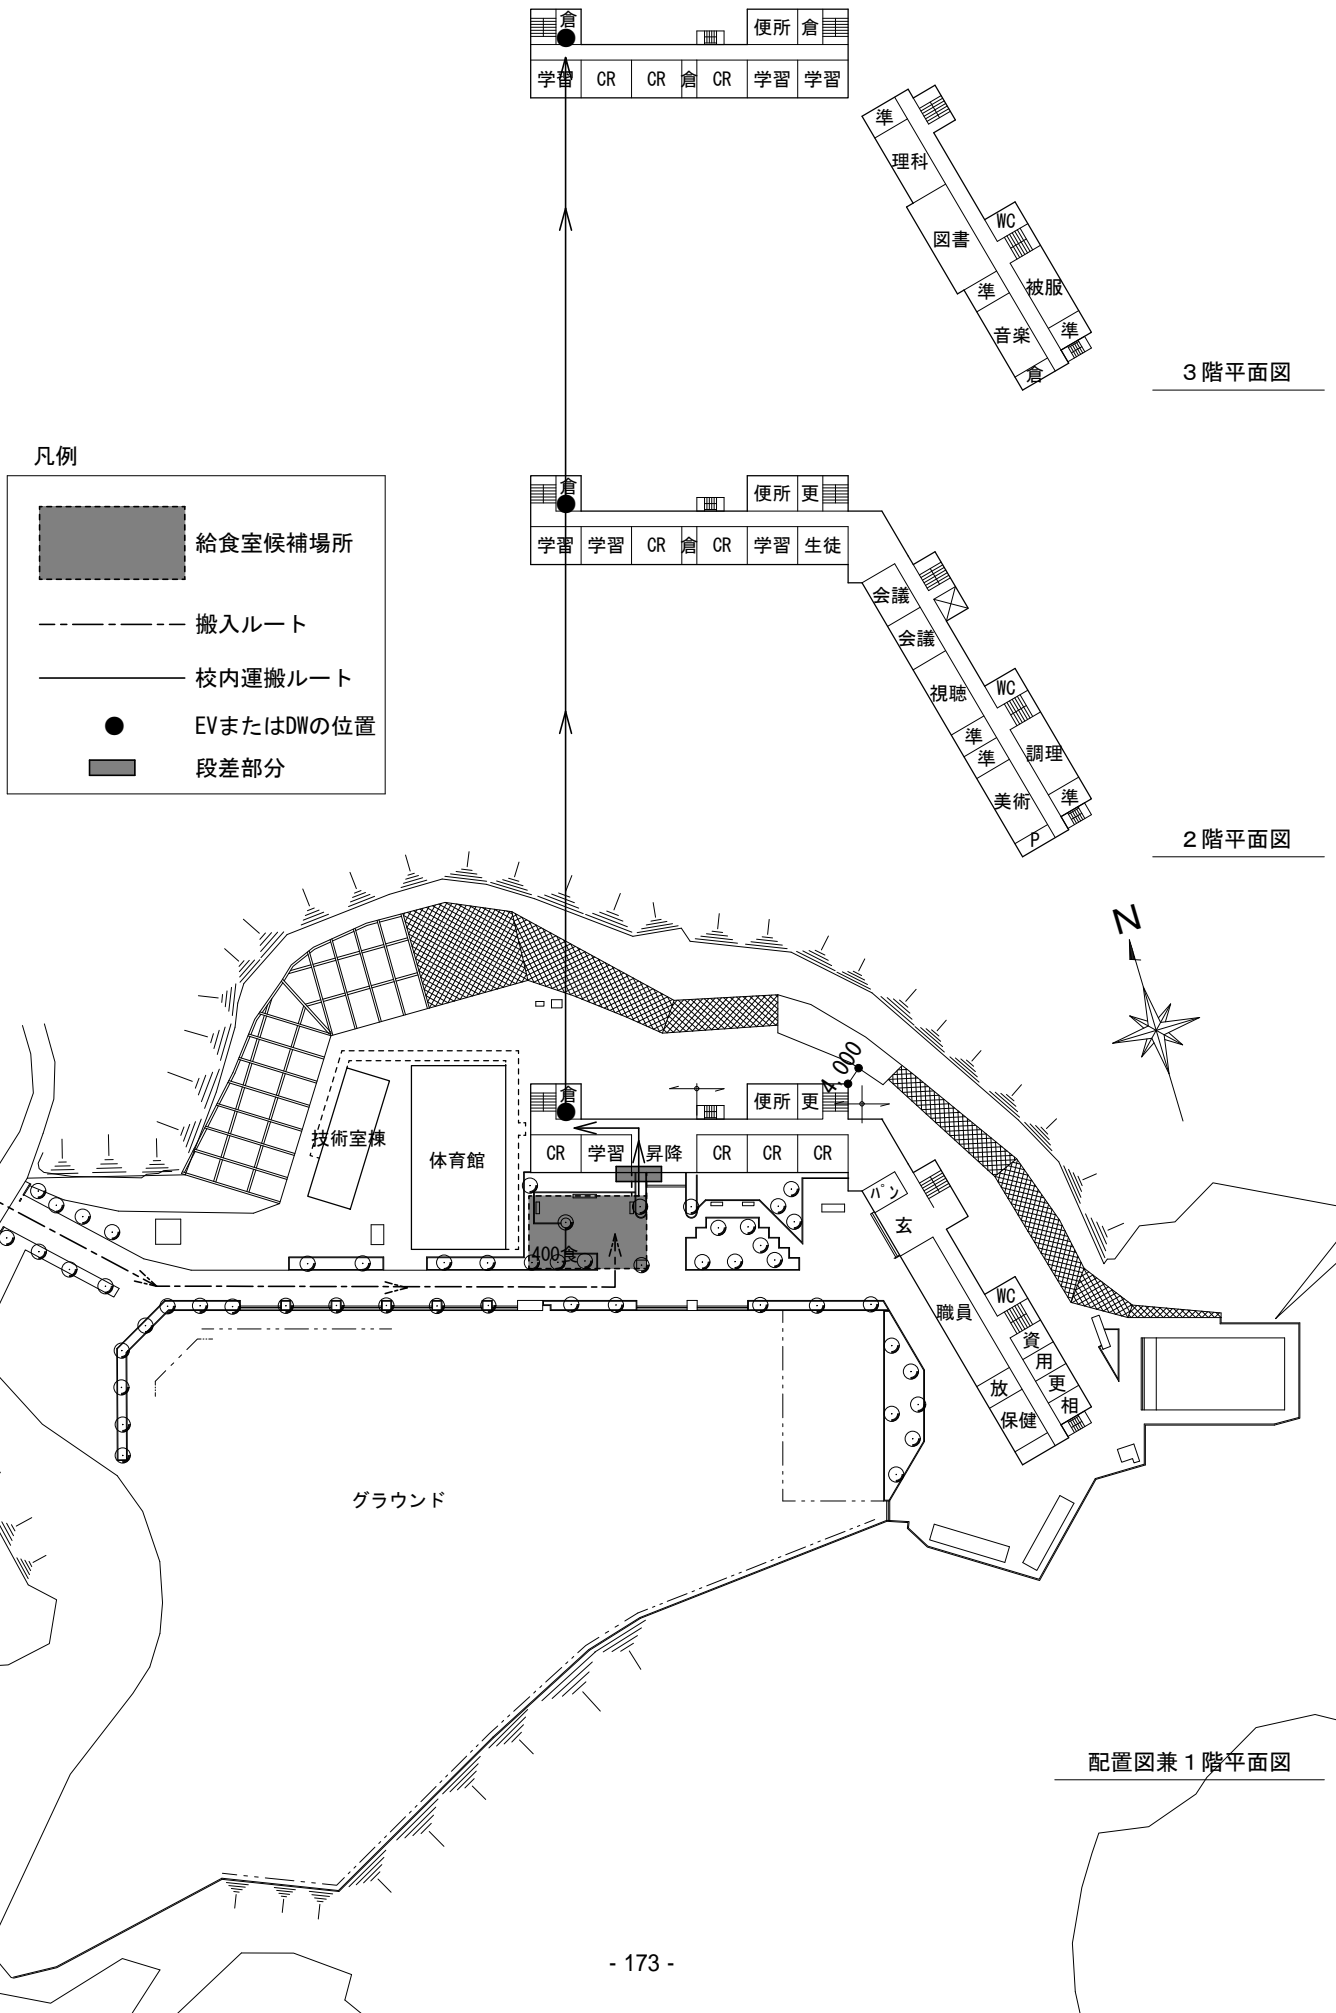 倉
便所 倉
学習 CR CR 倉 CR 学習 学習
準
理科
図書
WC
準
被服
音楽
準
倉
3階平面図
凡例
給食室候補場所
搬入ルート
校内運搬ルート
EVまたはDWの位置
段差部分
倉
便所 更
学習 学習 CR 倉 CR 学習 生徒
会議
会議
視聴
WC
準
準
調理
美術
準
P
2階平面図
N
4,000
倉
便所 更
技術室棟
体育館
CR 学習 昇降 CR CR CR
パン
玄
400食
職員
WC
資
用
更
放
相
保健
グラウンド
配置図兼1階平面図
- 173 -